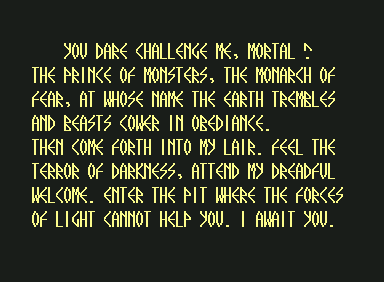 YOU DARE CHALLENGE ME, MORTAL ?
THE PRINCE OF MONSTERS, THE MONARCH OF
FEAR, AT WHOSE NAME THE EARTH TREMBLES
AND BEASTS COWER IN OBEDIANCE.
THEN COME FORTH INTO MY LAIR. FEEL THE
TERROR OF DARKNESS, ATTEND MY DREADFUL
WELCOME. ENTER THE PIT WHERE THE FORCES
OF LIGHT CANNOT HELP YOU. I AWAIT YOU.